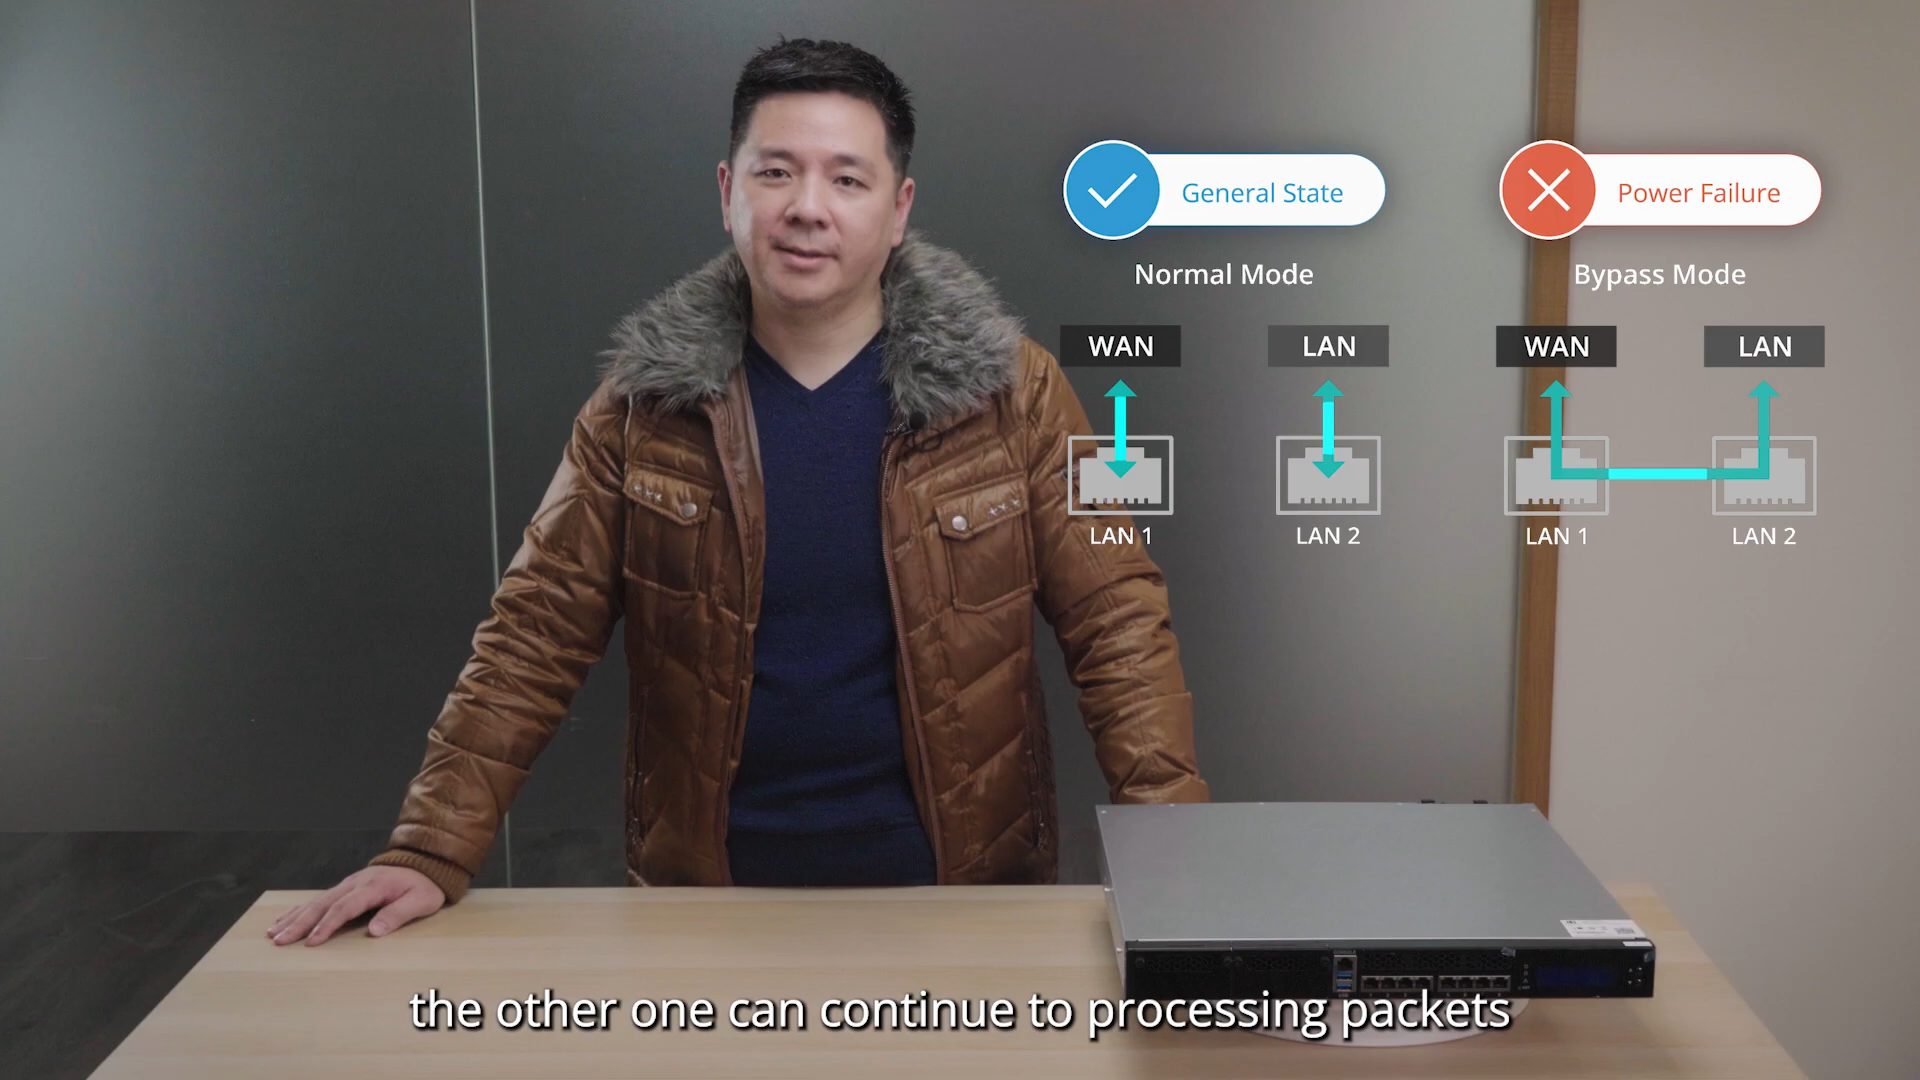 General State
Power Failure
Normal Mode
Bypass Mode
WAN
LAN
WAN
LAN
LAN 1
LAN 2
LAN 1
LAN 2
the other one can continue to processing packets